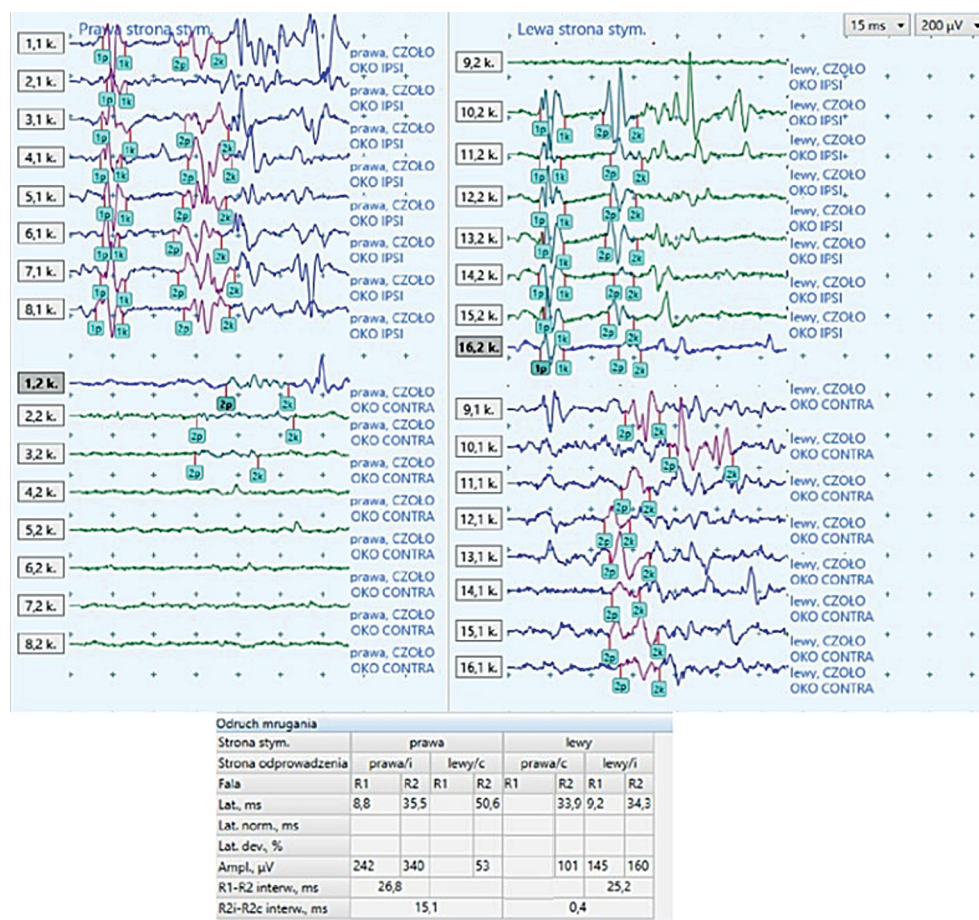 Prawa strona stym.
1,1 k.
prawa, CZOŁO
OKO IPSI
2,1 k.
prawa, CZOŁO
OKO IPSI
3,1 k.
prawa, CZOŁO
OKO IPSI
4,1 k.
prawa, CZOŁO
OKO IPSI
5,1 k.
prawa, CZOŁO
OKO IPSI
6,1 k.
prawa, CZOŁO
OKO IPSI
7,1 k.
prawa, CZOŁO
OKO IPSI
8,1 k.
prawa, CZOŁO
OKO IPSI
1,2 k.
prawa, CZOŁO
OKO CONTRA
2,2 k.
prawa, CZOŁO
OKO CONTRA
3,2 k.
prawa, CZOŁO
OKO CONTRA
4,2 k.
prawa, CZOŁO
OKO CONTRA
5,2 k.
prawa, CZOŁO
OKO CONTRA
6,2 k.
prawa, CZOŁO
OKO CONTRA
7,2 k.
prawa, CZOŁO
OKO CONTRA
8,2 k.
prawa, CZOŁO
OKO CONTRA
Lewa strona stym.
15 ms 200 µV
9,2 k.
lewy, CZOŁO
OKO IPSI
10,2 k.
lewy, CZOŁO
OKO IPSI
11,2 k.
lewy, CZOŁO
OKO IPSI
12,2 k.
lewy, CZOŁO
OKO IPSI
13,2 k.
lewy, CZOŁO
OKO IPSI
14,2 k.
lewy, CZOŁO
OKO IPSI
15,2 k.
lewy, CZOŁO
OKO IPSI
16,2 k.
9,1 k.
lewy, CZOŁO
OKO CONTRA
10,1 k.
lewy, CZOŁO
OKO CONTRA
11,1 k.
lewy, CZOŁO
OKO CONTRA
12,1 k.
lewy, CZOŁO
OKO CONTRA
13,1 k.
lewy, CZOŁO
OKO CONTRA
14,1 k.
lewy, CZOŁO
OKO CONTRA
15,1 k.
lewy, CZOŁO
OKO CONTRA
16,1 k.
lewy, CZOŁO
OKO CONTRA
Odruch mrugania
Strona stym. prawa lewy
Strona odprowadzenia prawa/i lewy/c prawa/c lewy/i
Fala R1 R2 R1 R2 R1 R2 R1 R2
Lat., ms 8,8 35,5 50,6 33,9 9,2 34,3
Lat. norm., ms
Lat. dev., %
Ampl., µV 242 340 53 101 145 160
R1-R2 interw., ms 26,8 25,2
R2i-R2c interw., ms 15,1 0,4